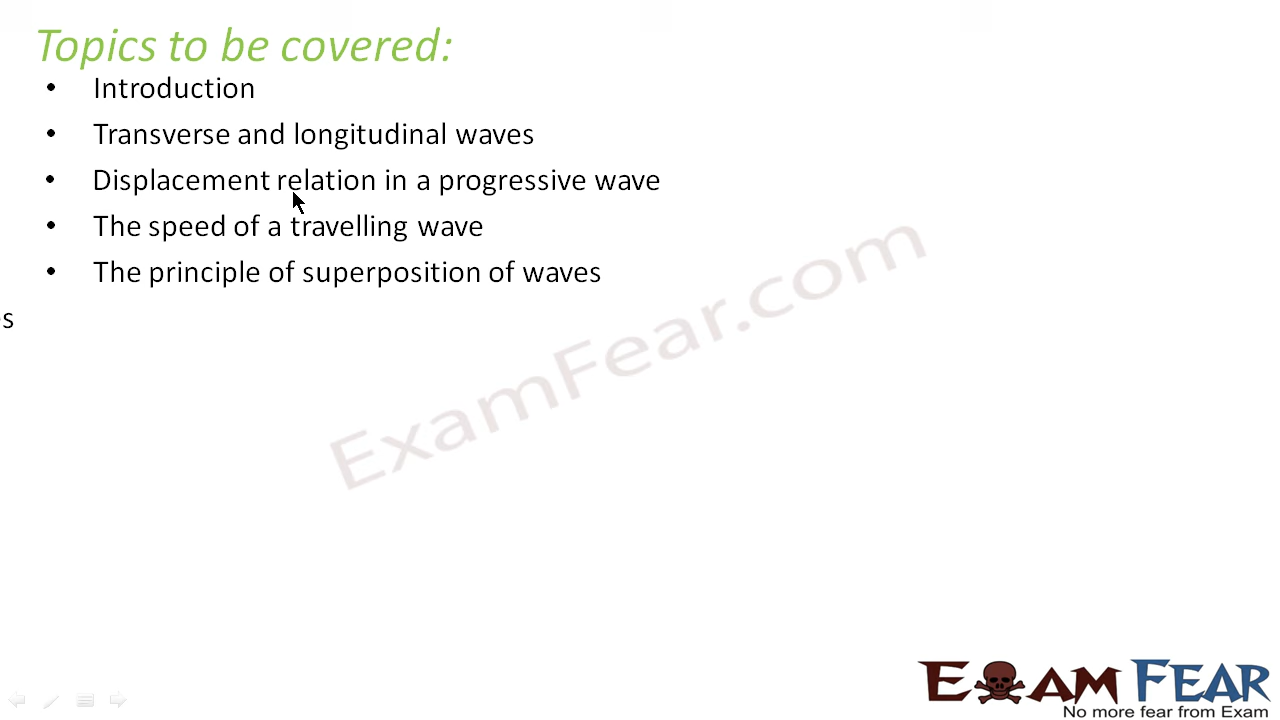 Topics to be covered:
• Introduction
• Transverse and longitudinal waves
• Displacement relation in a progressive wave
• The speed of a travelling wave
• The principle of superposition of waves
ExamFear.com
EXAM FEAR
No more fear from Exam